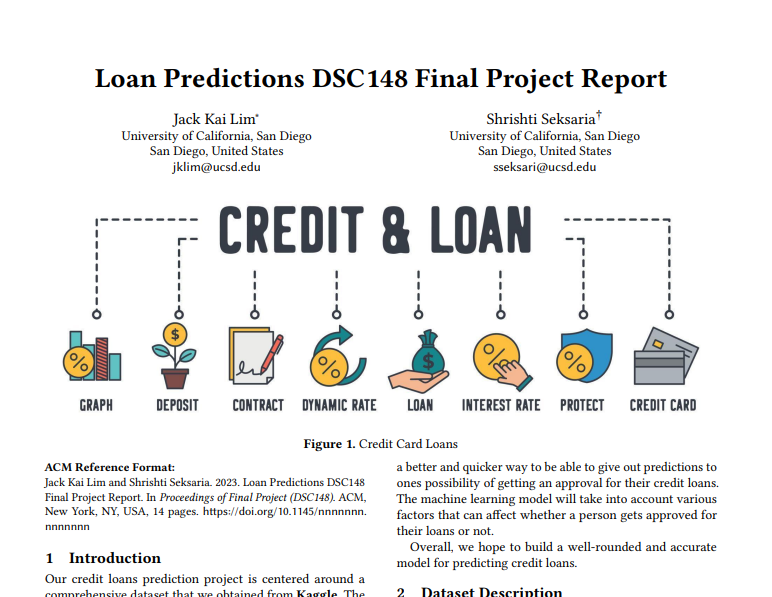 Loan Predictions DSC148 Final Project Report
Jack Kai Lim*
University of California, San Diego
San Diego, United States
jklim@ucsd.edu
Shrishti Seksaria†
University of California, San Diego
San Diego, United States
sseksari@ucsd.edu
CREDIT & LOAN
GRAPH
DEPOSIT
CONTRACT
DYNAMIC RATE
LOAN
INTEREST RATE
PROTECT
CREDIT CARD
Figure 1. Credit Card Loans
ACM Reference Format:
Jack Kai Lim and Shrishti Seksaria. 2023. Loan Predictions DSC148
Final Project Report. In Proceedings of Final Project (DSC148). ACM,
New York, NY, USA, 14 pages. https://doi.org/10.1145/nnnnnnn.
nnnnnnn
1 Introduction
Our credit loans prediction project is centered around a
comprehensive dataset that we obtained from Kaggle. The
a better and quicker way to be able to give out predictions to
ones possibility of getting an approval for their credit loans.
The machine learning model will take into account various
factors that can affect whether a person gets approved for
their loans or not.
Overall, we hope to build a well-rounded and accurate
model for predicting credit loans.
2 Dataset Description